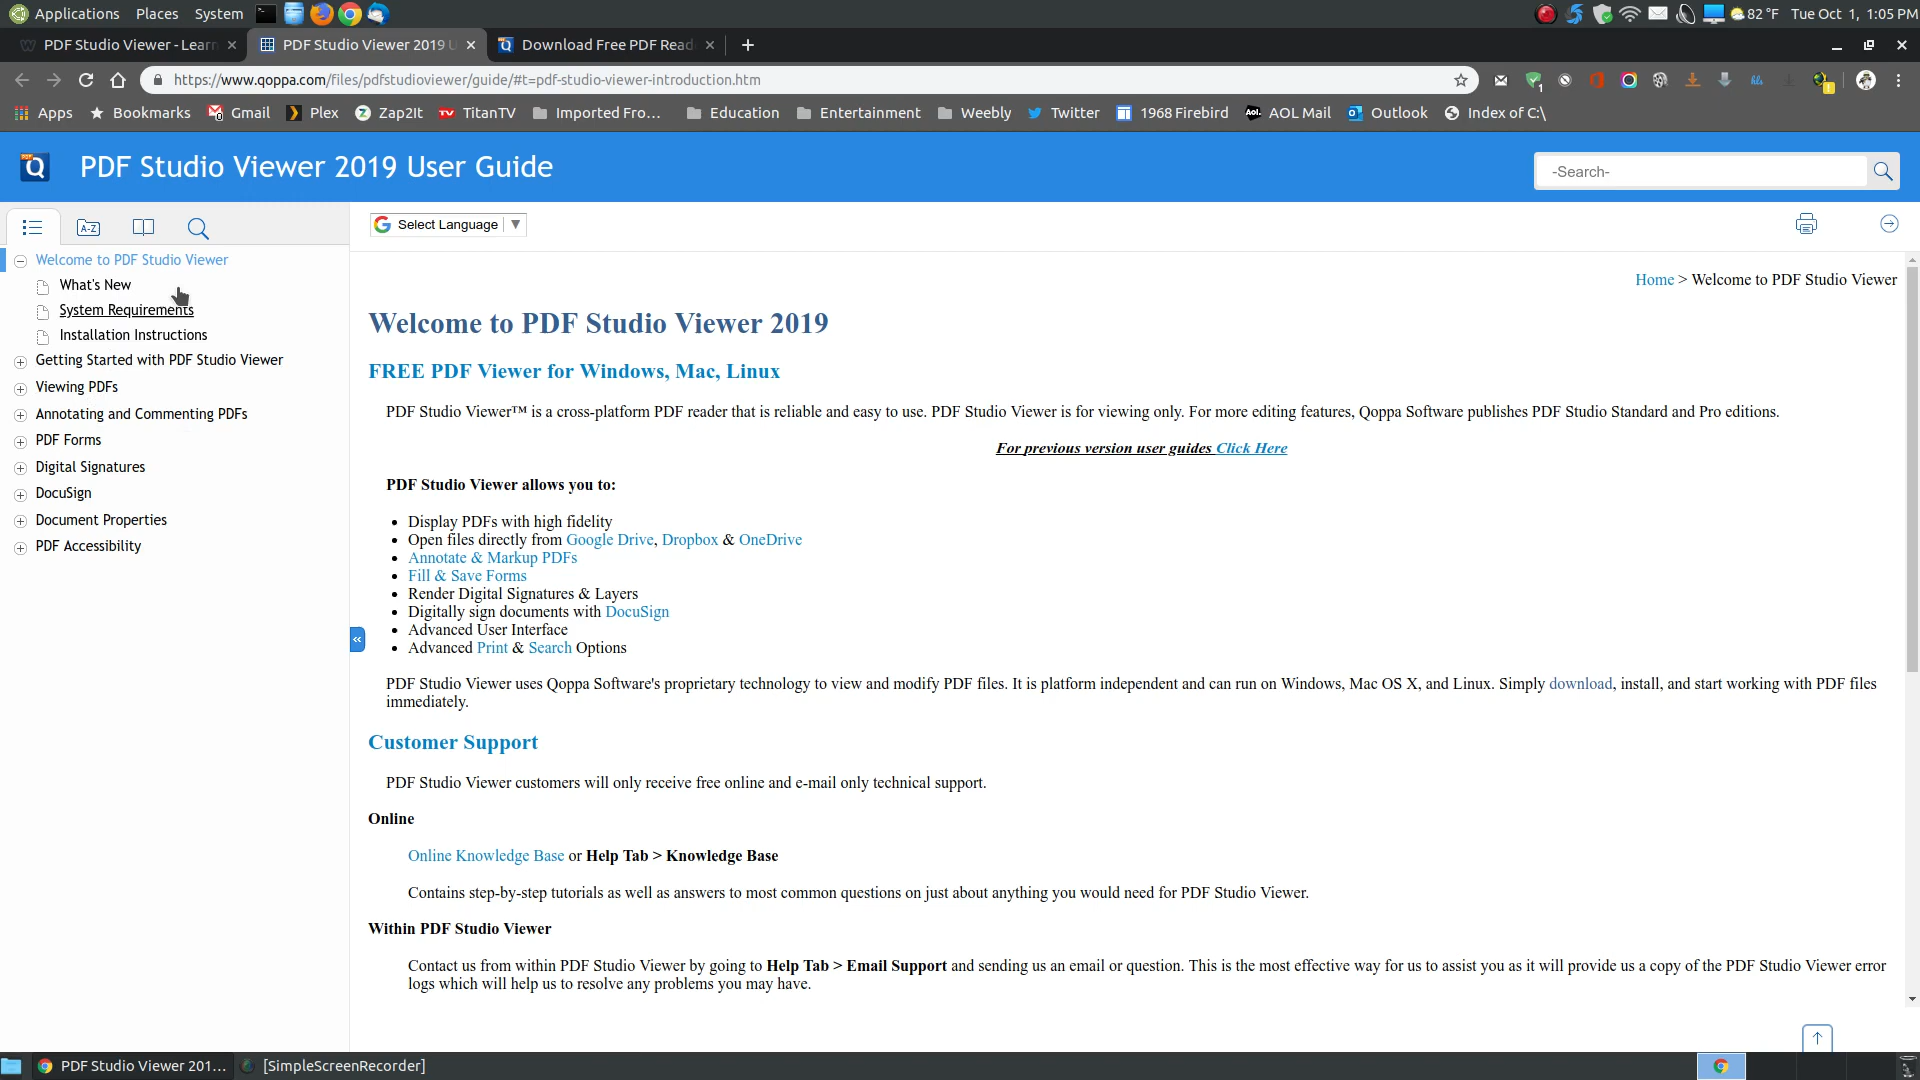 Applications Places System 82 °F Tue Oct 1, 1:05 PM
PDF Studio Viewer - Learn
PDF Studio Viewer 2019 U
Download Free PDF Read
https://www.qoppa.com/files/pdfstudioviewer/guide/#t=pdf-studio-viewer-introduction.htm
Apps Bookmarks Gmail Plex Zap2It TitanTV Imported Fro... Education Entertainment Weebly Twitter 1968 Firebird AOL Mail Outlook Index of C:\
PDF Studio Viewer 2019 User Guide
-Search-
A-Z
Select Language
Welcome to PDF Studio Viewer
What's New
System Requirements
Installation Instructions
Getting Started with PDF Studio Viewer
Viewing PDFs
Annotating and Commenting PDFs
PDF Forms
Digital Signatures
DocuSign
Document Properties
PDF Accessibility
Home > Welcome to PDF Studio Viewer
Welcome to PDF Studio Viewer 2019
FREE PDF Viewer for Windows, Mac, Linux
PDF Studio Viewer™ is a cross-platform PDF reader that is reliable and easy to use. PDF Studio Viewer is for viewing only. For more editing features, Qoppa Software publishes PDF Studio Standard and Pro editions.
For previous version user guides Click Here
PDF Studio Viewer allows you to:
Display PDFs with high fidelity
Open files directly from Google Drive, Dropbox & OneDrive
Annotate & Markup PDFs
Fill & Save Forms
Render Digital Signatures & Layers
Digitally sign documents with DocuSign
Advanced User Interface
Advanced Print & Search Options
PDF Studio Viewer uses Qoppa Software's proprietary technology to view and modify PDF files. It is platform independent and can run on Windows, Mac OS X, and Linux. Simply download, install, and start working with PDF files
immediately.
Customer Support
PDF Studio Viewer customers will only receive free online and e-mail only technical support.
Online
Online Knowledge Base or Help Tab > Knowledge Base
Contains step-by-step tutorials as well as answers to most common questions on just about anything you would need for PDF Studio Viewer.
Within PDF Studio Viewer
Contact us from within PDF Studio Viewer by going to Help Tab > Email Support and sending us an email or question. This is the most effective way for us to assist you as it will provide us a copy of the PDF Studio Viewer error
logs which will help us to resolve any problems you may have.
PDF Studio Viewer 201...
[SimpleScreenRecorder]